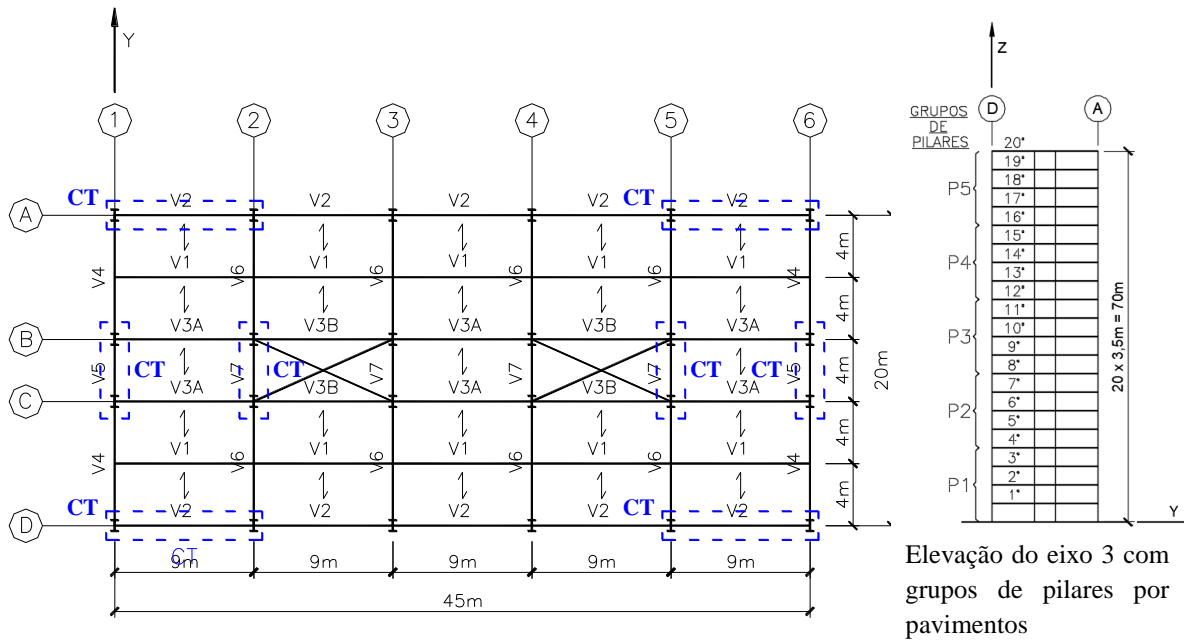 Y
1 2 3 4 5 6
CT V2 V2 V2 V2 CT V2
A
V1 V1 V1 V1 V1
V4 V6 V6 V6 V6 V4
4m
4m
V3A V3B V3A V3B V3A
B
V5 CT V7 CT V7 V7 V7 CT CT V5
4m
20m
V3A V3B V3A V3B V3A
C
V4 V6 V6 V6 V6 V4
V1 V1 V1 V1 V1
4m
4m
CT CT
D
V2 V2 V2 V2 V2
CT
9m 9m 9m 9m 9m
45m
Z
D A
GRUPOS
DE
PILARES
20°
19°
P5 18°
17°
16°
15°
P4 14°
13°
12°
11°
P3 10°
9°
8°
7°
P2 6°
5°
4°
3°
P1 2°
1°
20 x 3,5m = 70m
Y
Elevação do eixo 3 com
grupos de pilares por
pavimentos